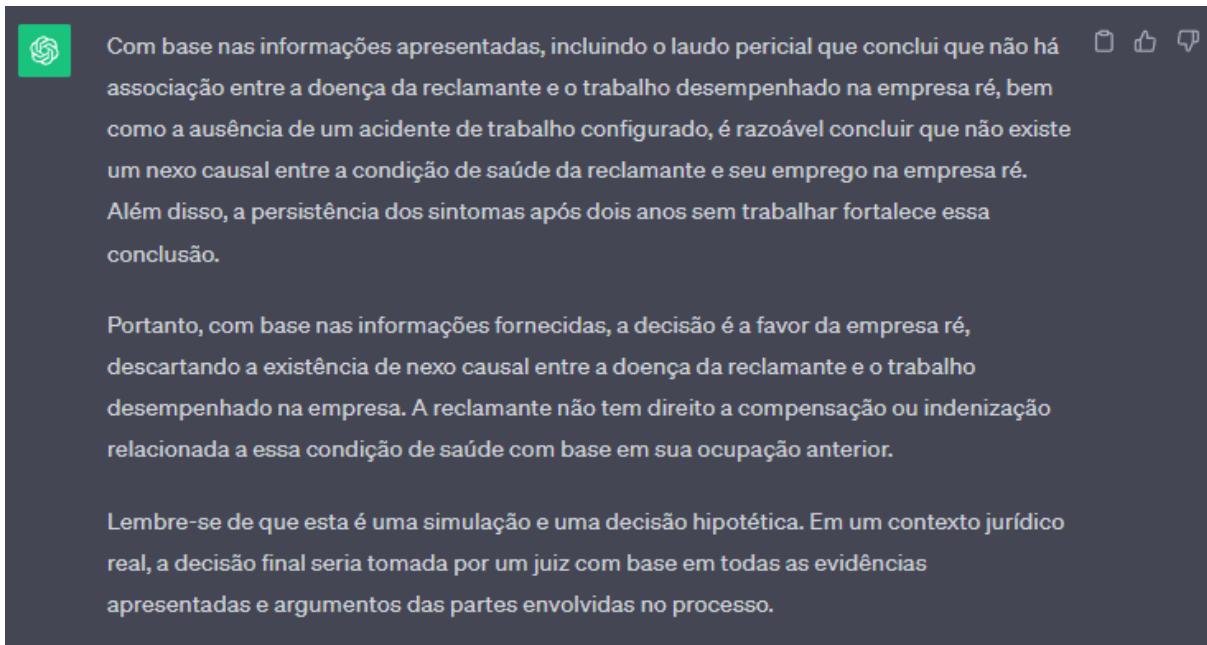 Com base nas informações apresentadas, incluindo o laudo pericial que conclui que não há
associação entre a doença da reclamante e o trabalho desempenhado na empresa ré, bem
como a ausência de um acidente de trabalho configurado, é razoável concluir que não existe
um nexo causal entre a condição de saúde da reclamante e seu emprego na empresa ré.
Além disso, a persistência dos sintomas após dois anos sem trabalhar fortalece essa
conclusão.
Portanto, com base nas informações fornecidas, a decisão é a favor da empresa ré,
descartando a existência de nexo causal entre a doença da reclamante e o trabalho
desempenhado na empresa. A reclamante não tem direito a compensação ou indenização
relacionada a essa condição de saúde com base em sua ocupação anterior.
Lembre-se de que esta é uma simulação e uma decisão hipotética. Em um contexto jurídico
real, a decisão final seria tomada por um juiz com base em todas as evidências
apresentadas e argumentos das partes envolvidas no processo.